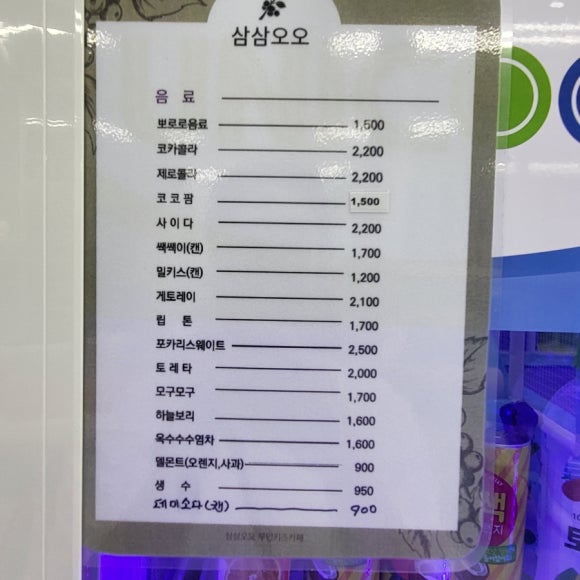 삼삼오오
음 료
뽀로로음료 1,500
코카콜라 2,200
제로콜라 2,200
코코팜 1,500
사이다 2,200
쌕쌕이(캔) 1,700
밀키스(캔) 1,200
게토레이 2,100
립 톤 1,700
포카리스웨이트 2,500
토레타 2,000
모구모구 1,700
하늘보리 1,600
옥수수수염차 1,600
델몬트(오렌지,사과) 900
생 수 950
데미소다(캔) 900